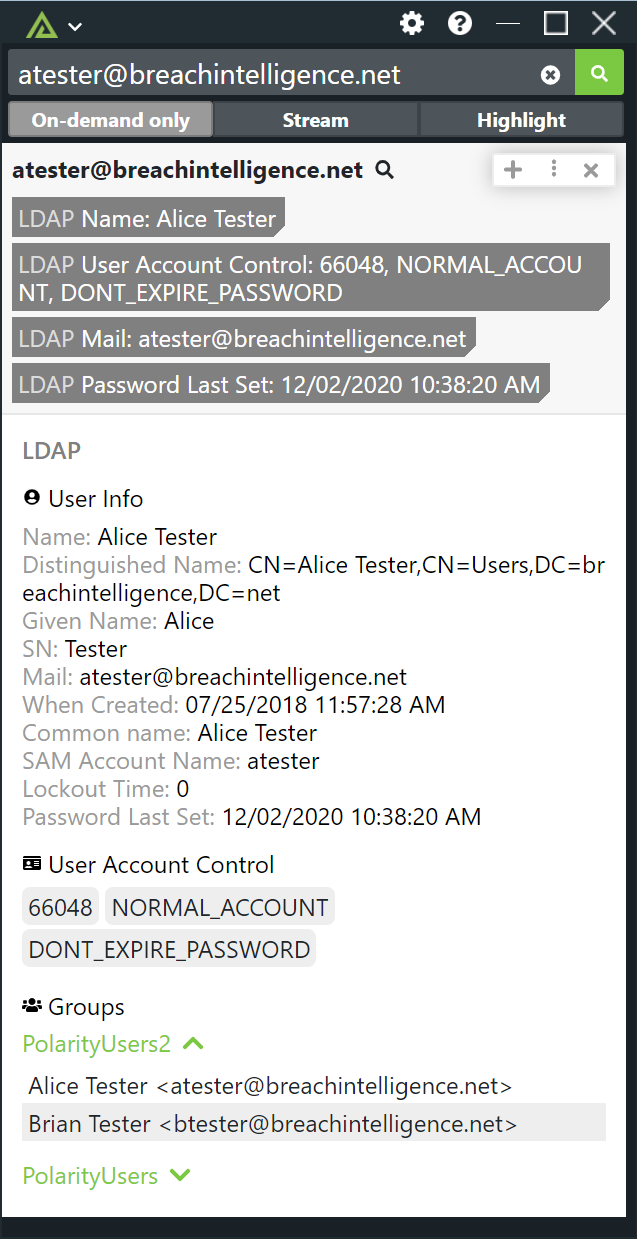 atester@breachintelligence.net
On-demand only Stream Highlight
atester@breachintelligence.net
LDAP Name: Alice Tester
LDAP User Account Control: 66048, NORMAL_ACCOU
NT, DONT_EXPIRE_PASSWORD
LDAP Mail: atester@breachintelligence.net
LDAP Password Last Set: 12/02/2020 10:38:20 AM
LDAP
User Info
Name: Alice Tester
Distinguished Name: CN=Alice Tester,CN=Users,DC=br
eachintelligence,DC=net
Given Name: Alice
SN: Tester
Mail: atester@breachintelligence.net
When Created: 07/25/2018 11:57:28 AM
Common name: Alice Tester
SAM Account Name: atester
Lockout Time: 0
Password Last Set: 12/02/2020 10:38:20 AM
User Account Control
66048 NORMAL_ACCOUNT
DONT_EXPIRE_PASSWORD
Groups
PolarityUsers2
Alice Tester <atester@breachintelligence.net>
Brian Tester <btester@breachintelligence.net>
PolarityUsers